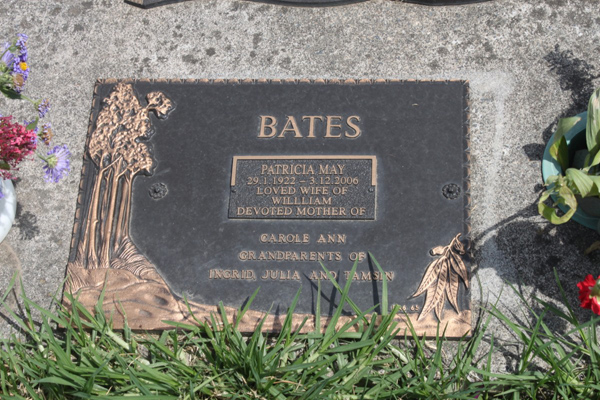 BATES
PATRICIA MAY
29.1.1922 – 3.12.2006
LOVED WIFE OF
WILLLIAM
DEVOTED MOTHER OF
CAROLE ANN
GRANDPARENTS OF
INGRID JULIA AND TAMSIN